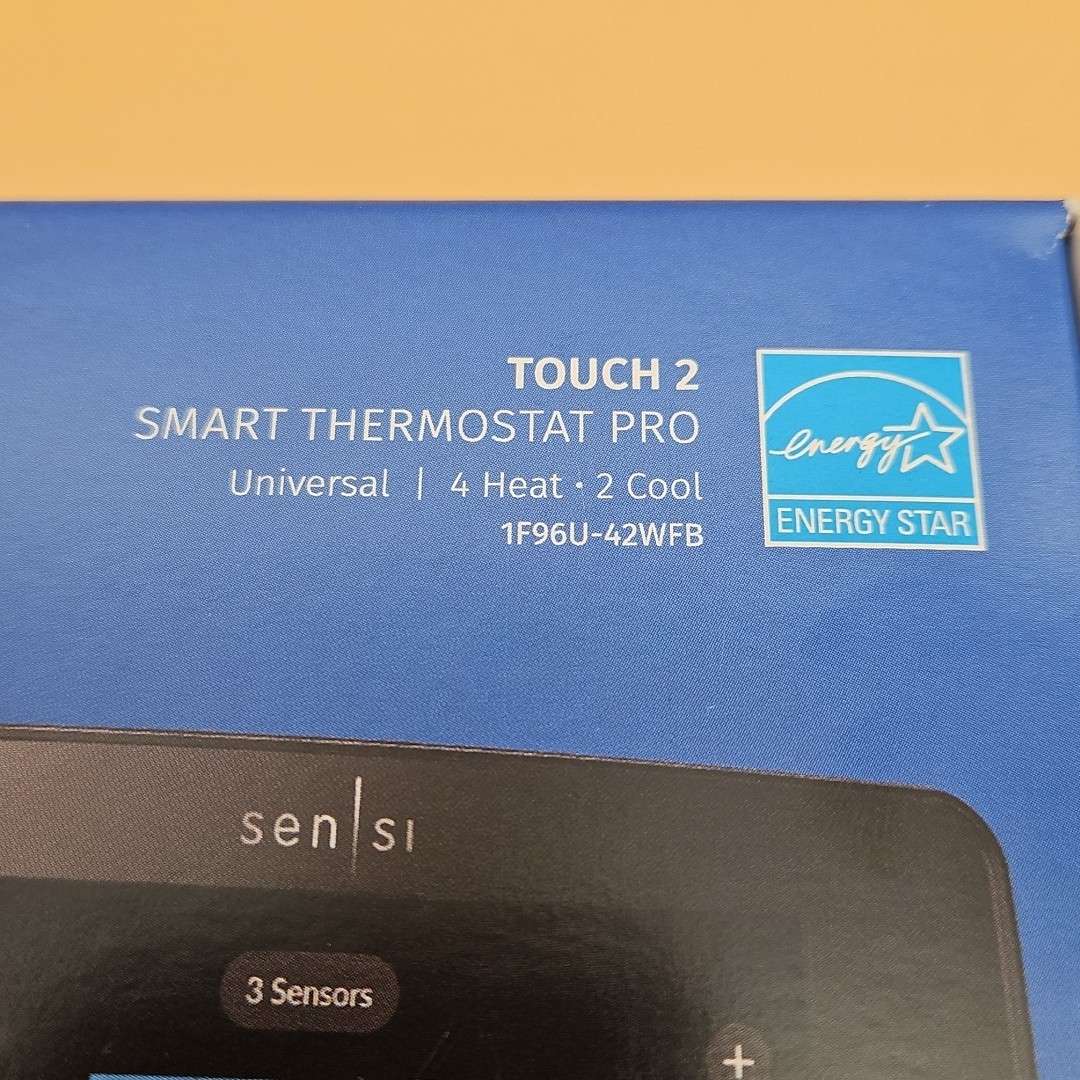 TOUCH 2
SMART THERMOSTAT PRO
Universal | 4 Heat · 2 Cool
1F96U-42WFB
energy
ENERGY STAR
sen|si
3 Sensors
+